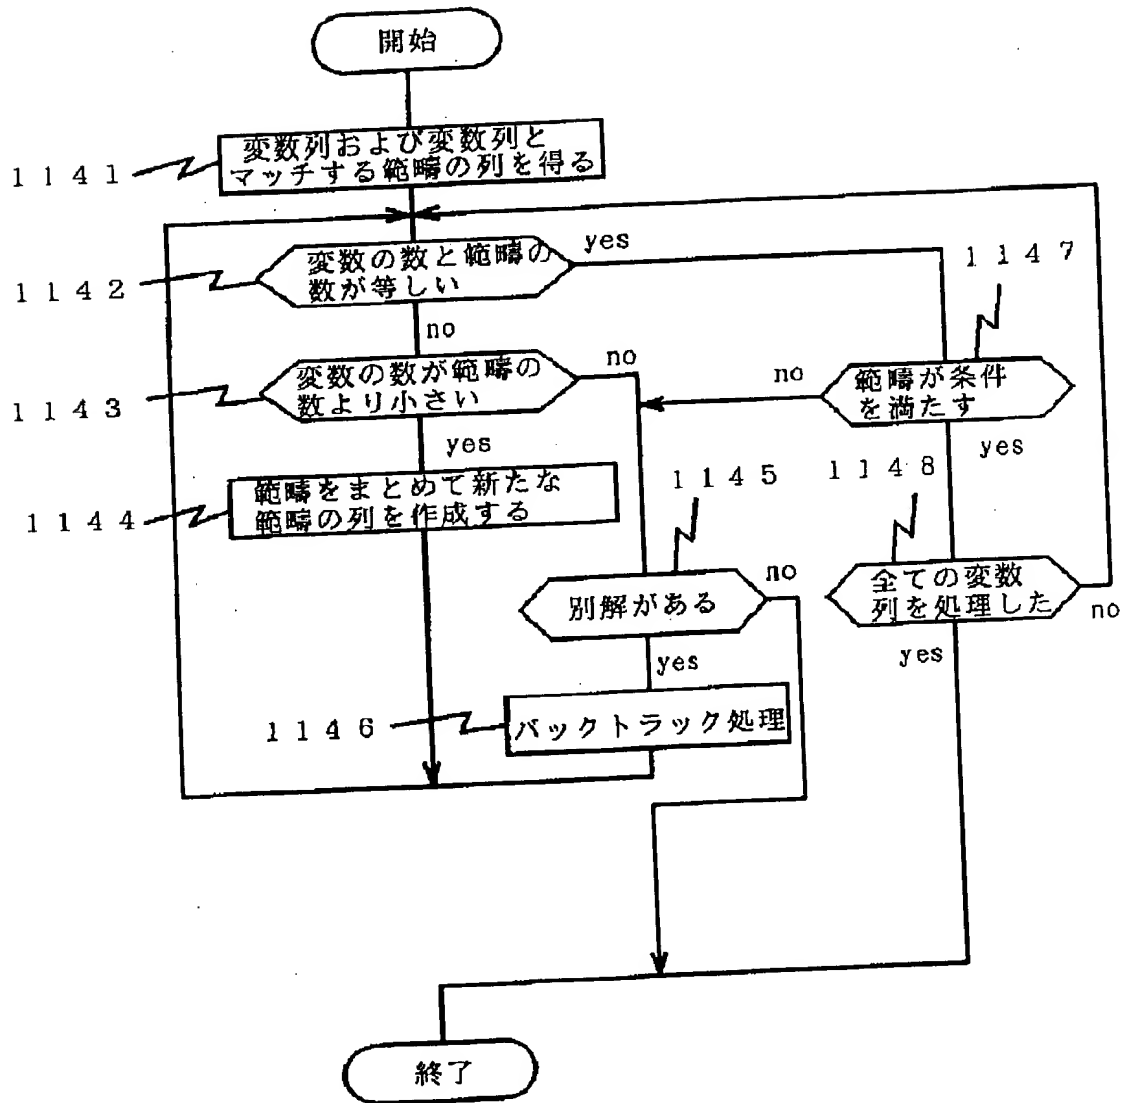 開始
1141
変数列および変数列と
マッチする範疇の列を得る
1142
変数の数と範疇の
数が等しい
yes
no
1147
1143
変数の数が範疇の
数より小さい
no
yes
範疇が条件
を満たす
no
yes
1144
範疇をまとめて新たな
範疇の列を作成する
1145
1148
別解がある
no
yes
全ての変数
列を処理した
no
yes
1146
バックトラック処理
終了